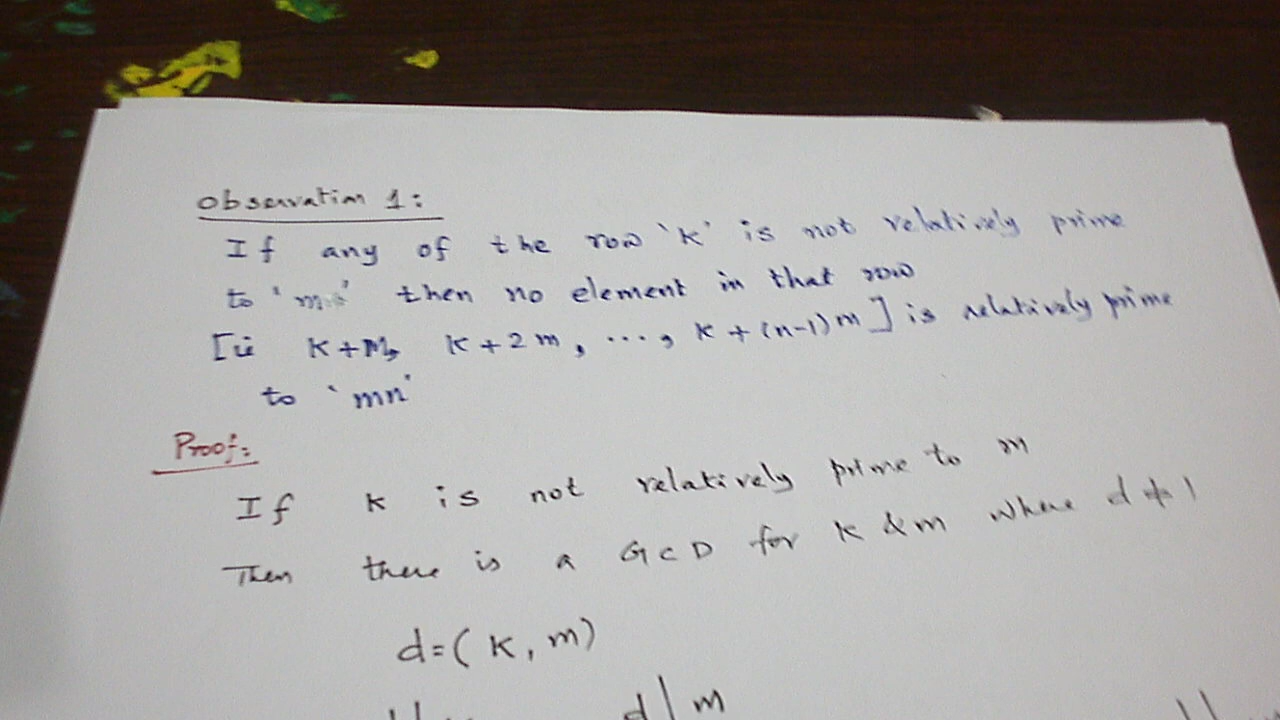 Observation 1:
If any of the row 'K' is not relatively prime
to 'm' then no element in that row
[ie K+M, K+2m, ..., K+(n-1)m] is relatively prime
to 'mn'
Proof:
If K is not relatively prime to m
Then there is a GCD for K & m where d ≠ 1
d=(K, m)
d|m